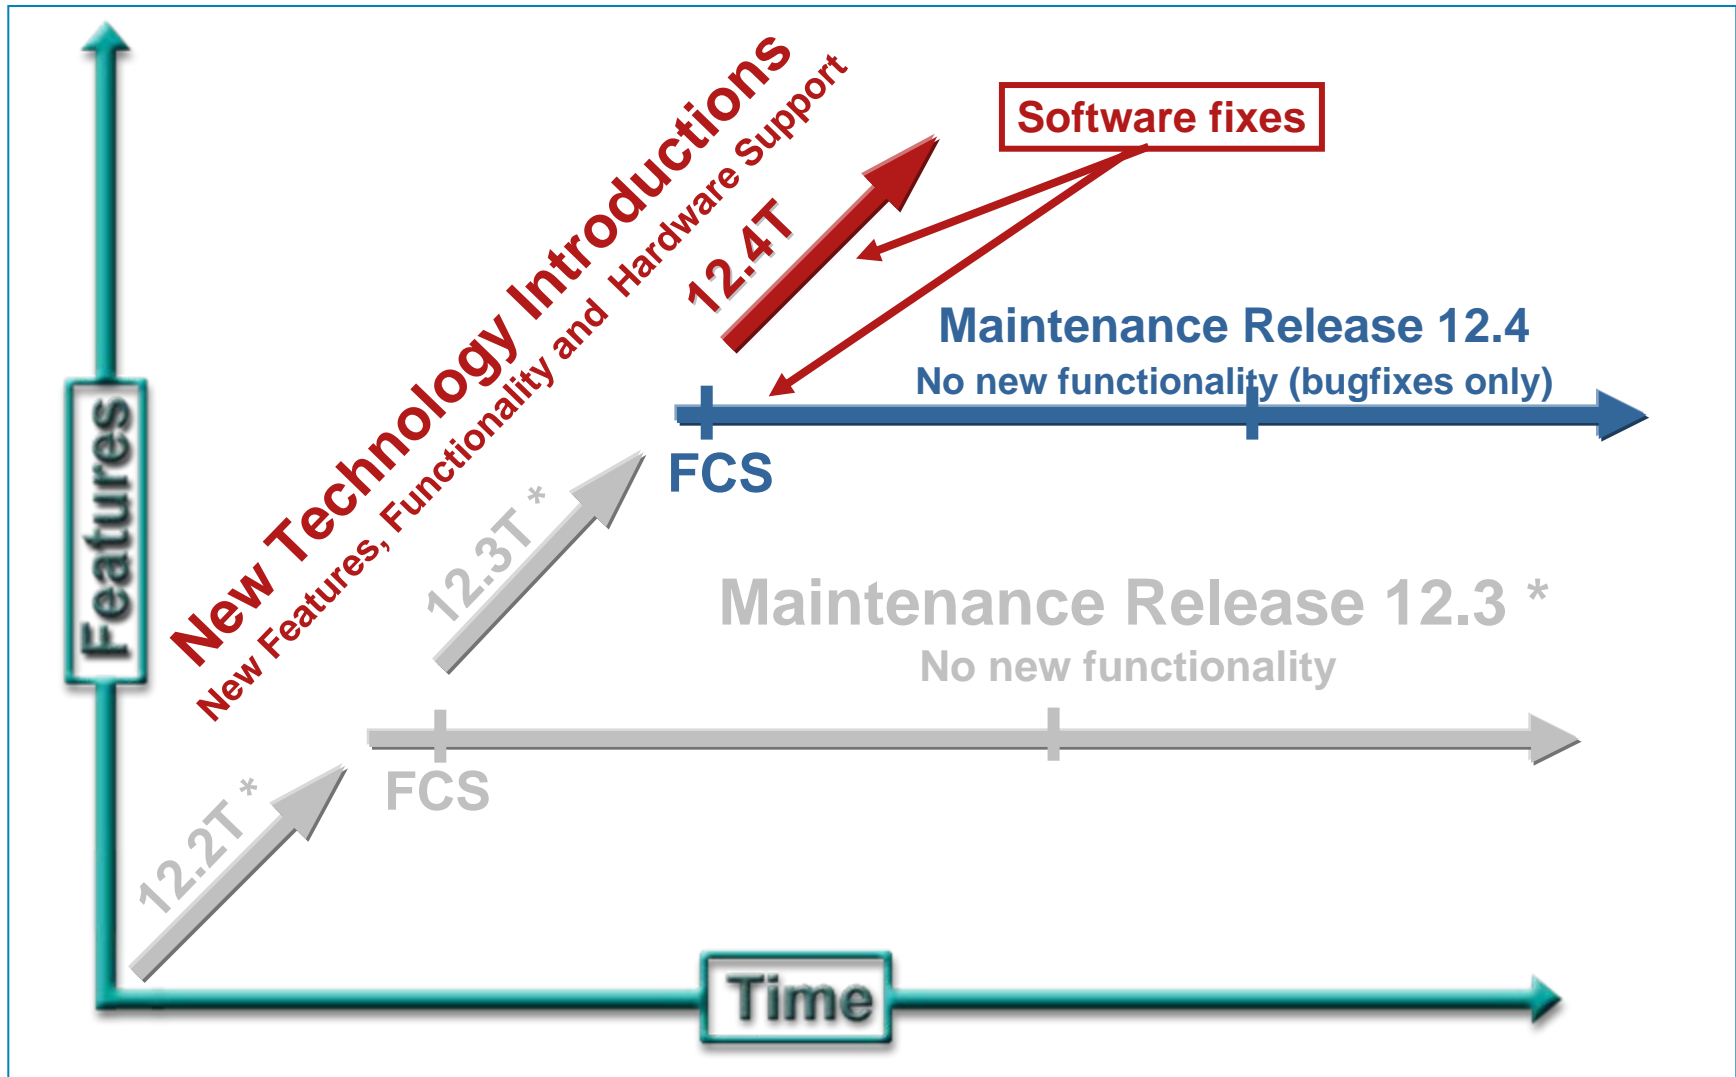 New Technology Introductions
New Features, Functionality and Hardware Support
Software fixes
12.4T
Maintenance Release 12.4
No new functionality (bugfixes only)
FCS
12.3T *
Maintenance Release 12.3 *
No new functionality
FCS
12.2T *
Features
Time